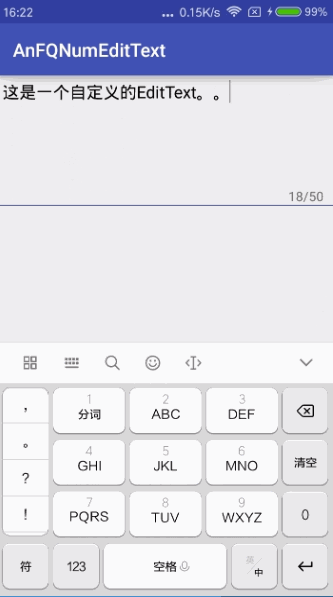 16:22 ... 0.15K/s 99%
AnFQNumEditText
这是一个自定义的EditText。。
18/50
, 1 2 3
分词 ABC DEF
。 4 5 6 清空
GHI JKL MNO
? 7 8 9 0
! PQRS TUV WXYZ
符 123 空格 英/中